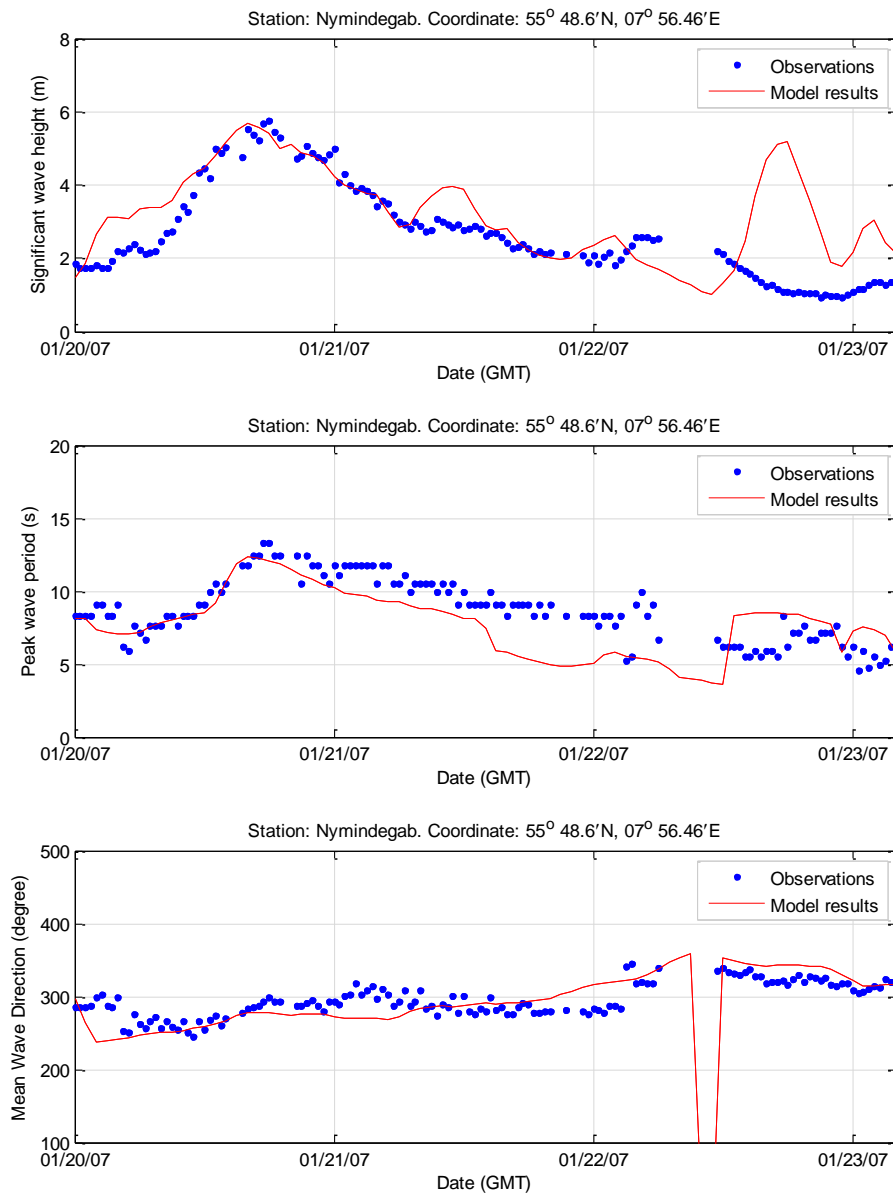 Station: Nymindegab. Coordinate: 55° 48.6′N, 07° 56.46′E
8
6
4
2
0
Significant wave height (m)
Observations
Model results
01/20/07 01/21/07 01/22/07 01/23/07
Date (GMT)
Station: Nymindegab. Coordinate: 55° 48.6′N, 07° 56.46′E
20
15
10
5
0
Peak wave period (s)
Observations
Model results
01/20/07 01/21/07 01/22/07 01/23/07
Date (GMT)
Station: Nymindegab. Coordinate: 55° 48.6′N, 07° 56.46′E
500
400
300
200
100
Mean Wave Direction (degree)
Observations
Model results
01/20/07 01/21/07 01/22/07 01/23/07
Date (GMT)